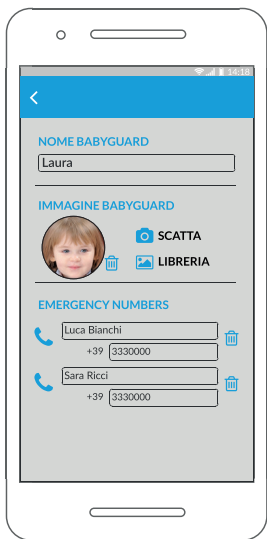 14:18
NOME BABYGUARD
Laura
IMMAGINE BABYGUARD
SCATTA
LIBRERIA
EMERGENCY NUMBERS
Luca Bianchi
+39 3330000
Sara Ricci
+39 3330000